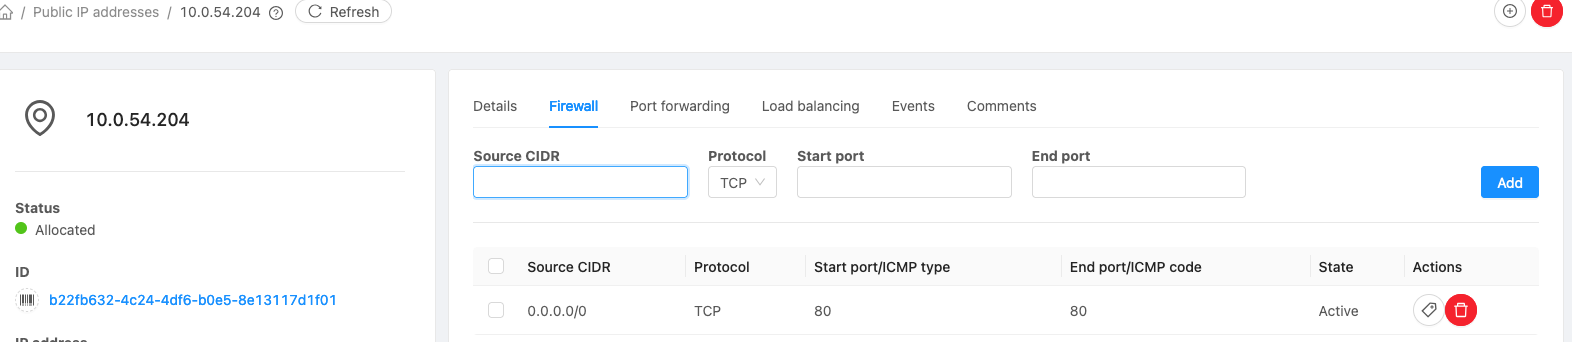 / Public IP addresses / 10.0.54.204 Refresh
10.0.54.204
Status
Allocated
ID
b22fb632-4c24-4df6-b0e5-8e13117d1f01
IP address
Details Firewall Port forwarding Load balancing Events Comments
Source CIDR Protocol Start port End port
TCP Add
Source CIDR Protocol Start port/ICMP type End port/ICMP code State Actions
0.0.0.0/0 TCP 80 80 Active